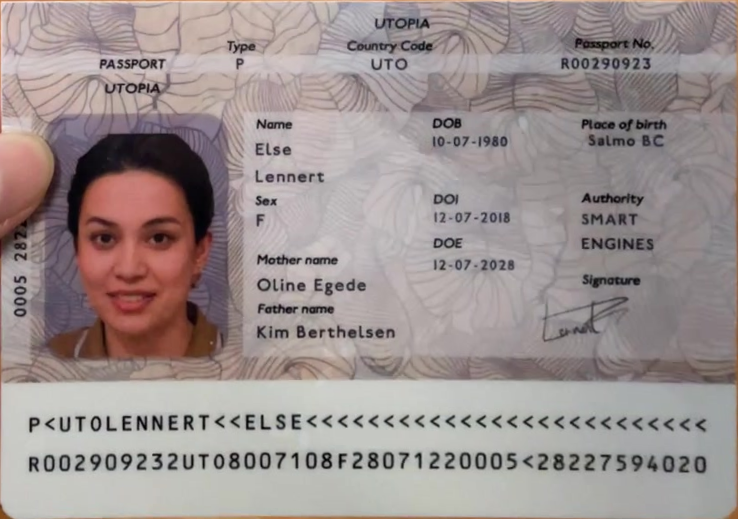 UTOPIA
Type
Country Code
Passport No.
PASSPORT
P
UTO
R00290923
UTOPIA
Name
DOB
Place of birth
Else
10-07-1980
Salmo BC
Lennert
Sex
DOI
Authority
F
12-07-2018
SMART
DOE
ENGINES
Mother name
12-07-2028
Oline Egede
Signature
Father name
Kim Berthelsen
0005
P<UTOLENNERT<<ELSE<<<<<<<<<<<<<<<<<<<<<<<<<<
R002909232UTO8007108F28071220005<28227594020